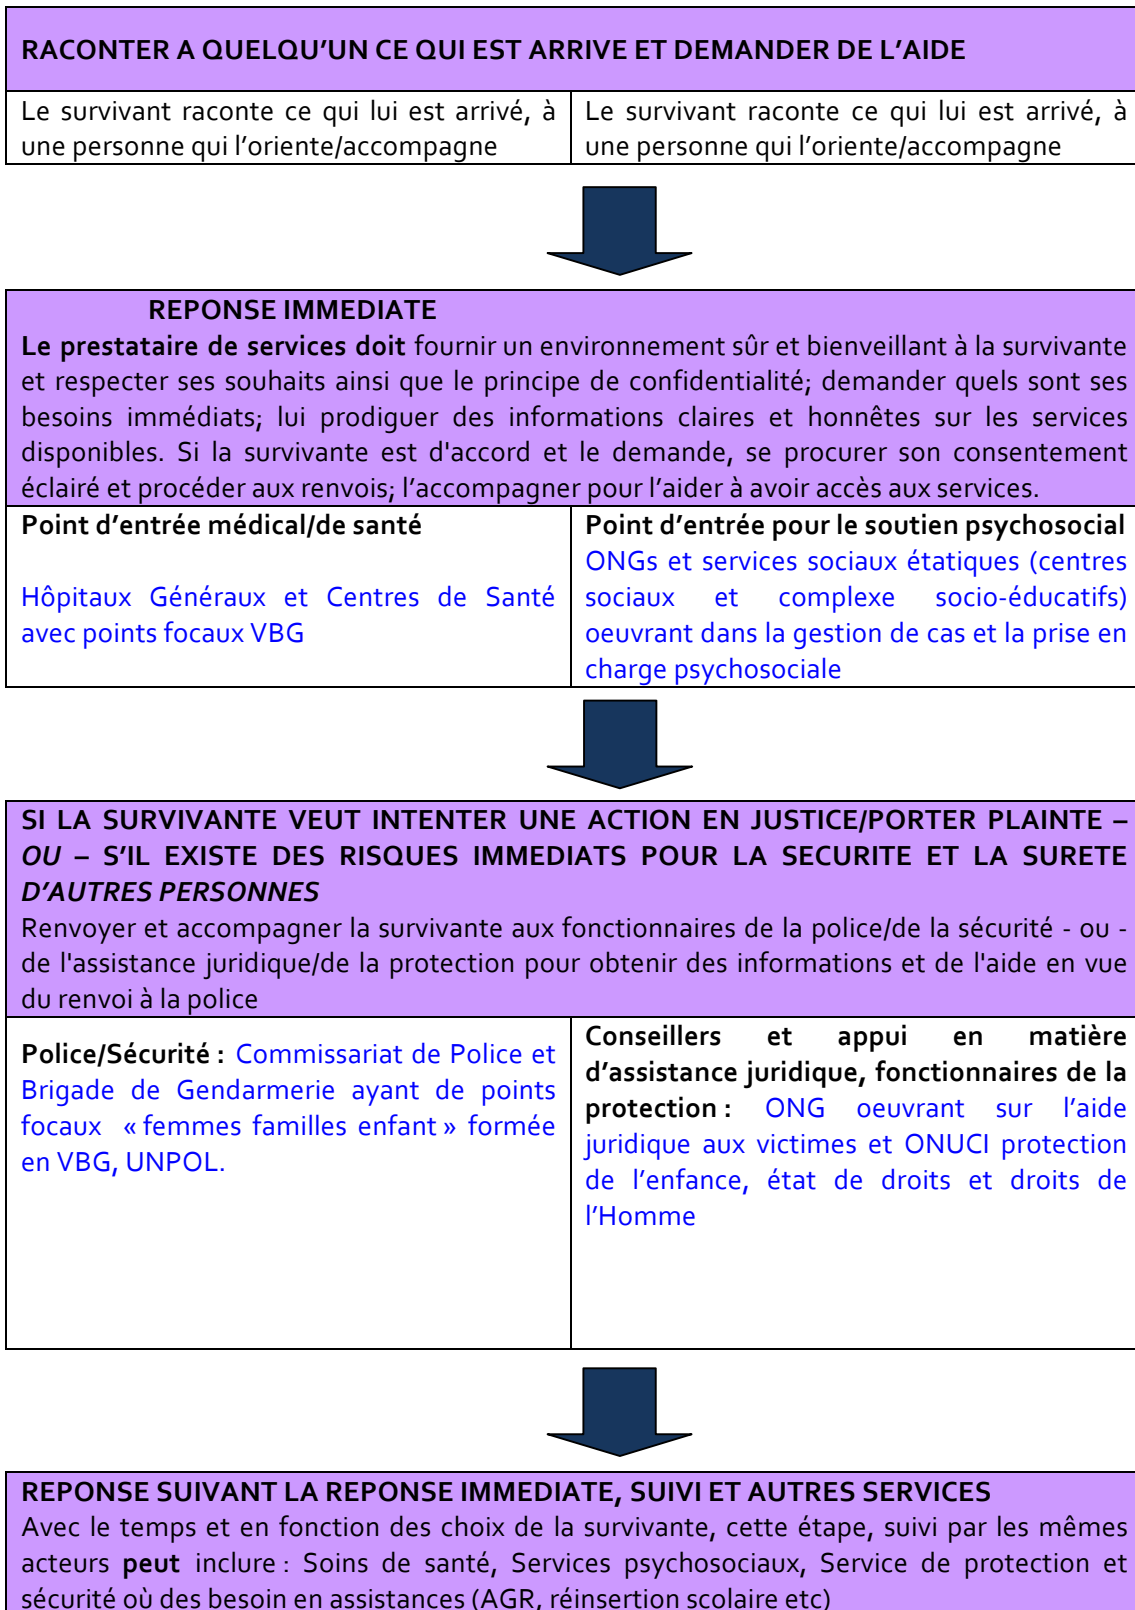 RACONTER A QUELQU’UN CE QUI EST ARRIVE ET DEMANDER DE L’AIDE
Le survivant raconte ce qui lui est arrivé, à
une personne qui l’oriente/accompagne
Le survivant raconte ce qui lui est arrivé, à
une personne qui l’oriente/accompagne
REPONSE IMMEDIATE
Le prestataire de services doit fournir un environnement sûr et bienveillant à la survivante
et respecter ses souhaits ainsi que le principe de confidentialité; demander quels sont ses
besoins immédiats; lui prodiguer des informations claires et honnêtes sur les services
disponibles. Si la survivante est d'accord et le demande, se procurer son consentement
éclairé et procéder aux renvois; l’accompagner pour l’aider à avoir accès aux services.
Point d’entrée médical/de santé
Hôpitaux Généraux et Centres de Santé
avec points focaux VBG
Point d’entrée pour le soutien psychosocial
ONGs et services sociaux étatiques (centres
sociaux et complexe socio-éducatifs)
oeuvrant dans la gestion de cas et la prise en
charge psychosociale
SI LA SURVIVANTE VEUT INTENTER UNE ACTION EN JUSTICE/PORTER PLAINTE –
OU – S’IL EXISTE DES RISQUES IMMEDIATS POUR LA SECURITE ET LA SURETE
D’AUTRES PERSONNES
Renvoyer et accompagner la survivante aux fonctionnaires de la police/de la sécurité - ou -
de l'assistance juridique/de la protection pour obtenir des informations et de l'aide en vue
du renvoi à la police
Police/Sécurité : Commissariat de Police et
Brigade de Gendarmerie ayant de points
focaux « femmes familles enfant » formée
en VBG, UNPOL.
Conseillers et appui en matière
d’assistance juridique, fonctionnaires de la
protection : ONG oeuvrant sur l’aide
juridique aux victimes et ONUCI protection
de l’enfance, état de droits et droits de
l’Homme
REPONSE SUIVANT LA REPONSE IMMEDIATE, SUIVI ET AUTRES SERVICES
Avec le temps et en fonction des choix de la survivante, cette étape, suivi par les mêmes
acteurs peut inclure : Soins de santé, Services psychosociaux, Service de protection et
sécurité où des besoin en assistances (AGR, réinsertion scolaire etc)